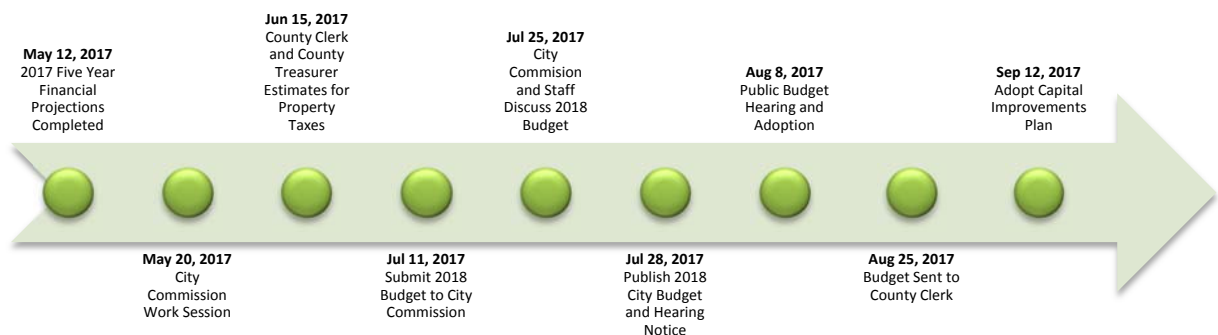 May 12, 2017
2017 Five Year
Financial
Projections
Completed
May 20, 2017
City
Commission
Work Session
Jun 15, 2017
County Clerk
and County
Treasurer
Estimates for
Property
Taxes
Jul 11, 2017
Submit 2018
Budget to City
Commission
Jul 25, 2017
City
Commision
and Staff
Discuss 2018
Budget
Jul 28, 2017
Publish 2018
City Budget
and Hearing
Notice
Aug 8, 2017
Public Budget
Hearing and
Adoption
Aug 25, 2017
Budget Sent to
County Clerk
Sep 12, 2017
Adopt Capital
Improvements
Plan